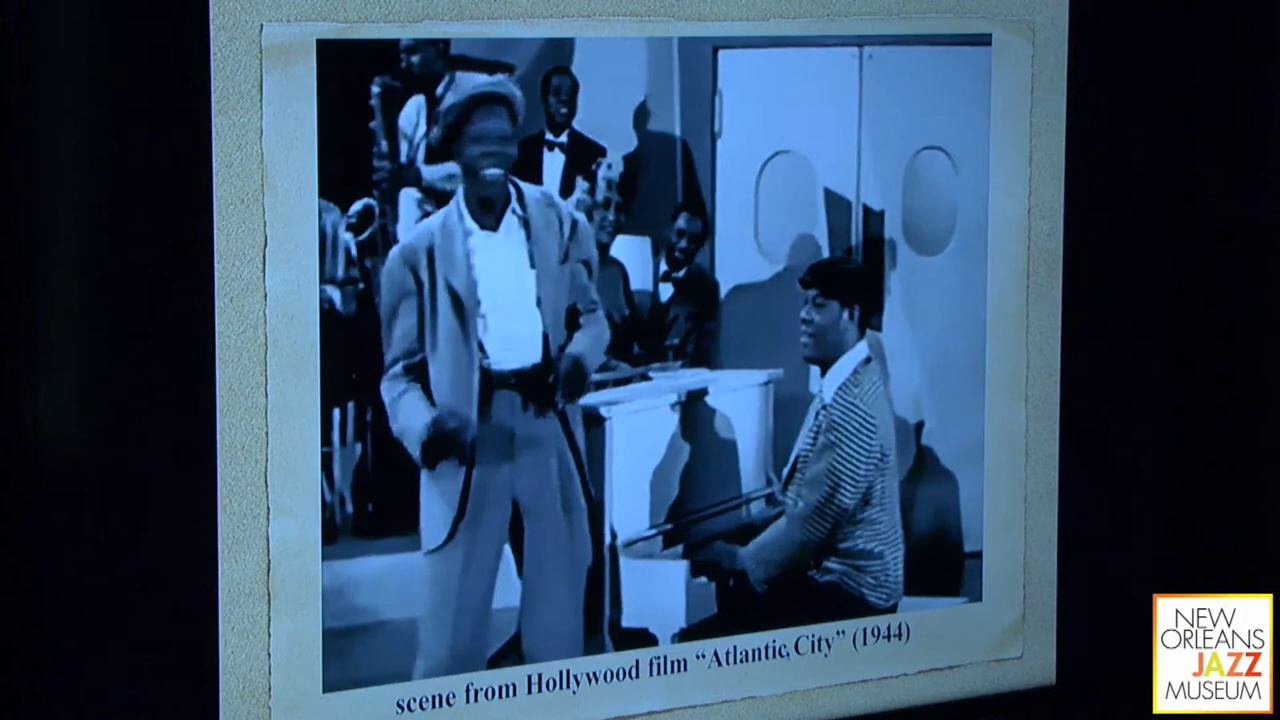 scene from Hollywood film “Atlantic City” (1944)
NEW
ORLEANS
JAZZ
MUSEUM